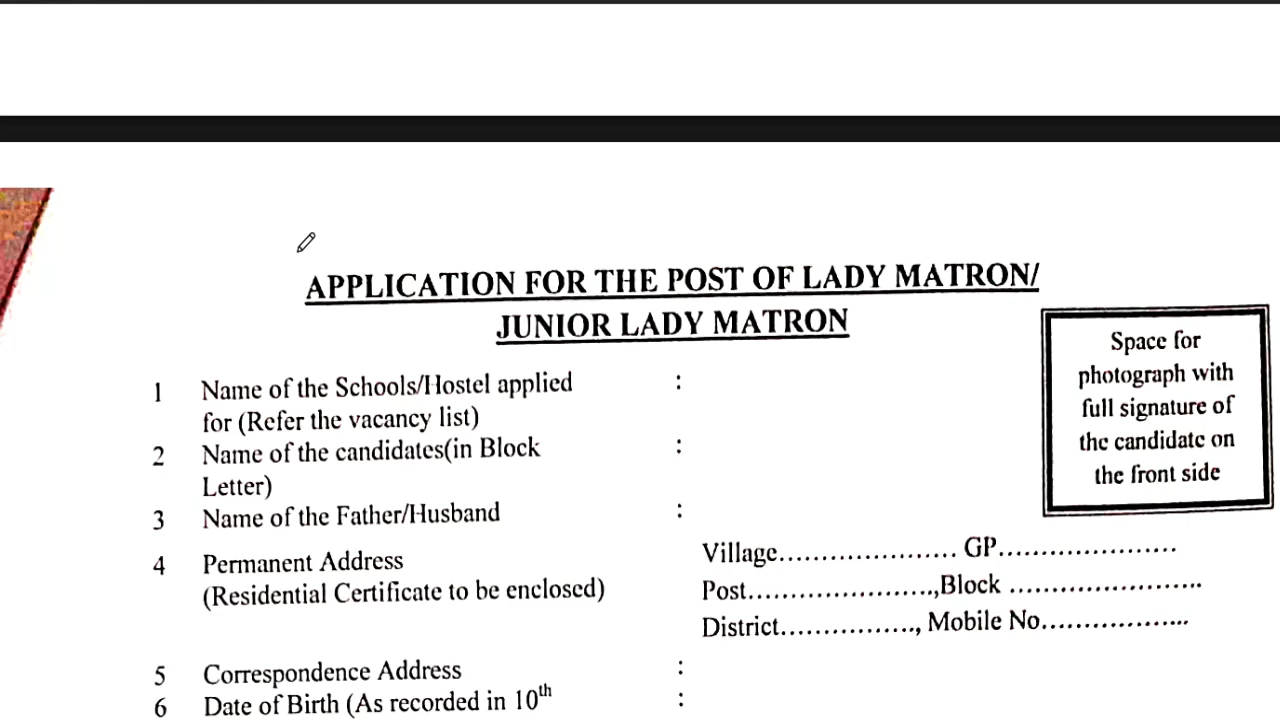 APPLICATION FOR THE POST OF LADY MATRON/
JUNIOR LADY MATRON
Space for
photograph with
full signature of
the candidate on
the front side
1 Name of the Schools/Hostel applied :
for (Refer the vacancy list)
2 Name of the candidates(in Block :
Letter)
3 Name of the Father/Husband :
4 Permanent Address
(Residential Certificate to be enclosed)
Village..................... GP.....................
Post......................,Block .......................
District................, Mobile No..................
5 Correspondence Address :
6 Date of Birth (As recorded in 10th :